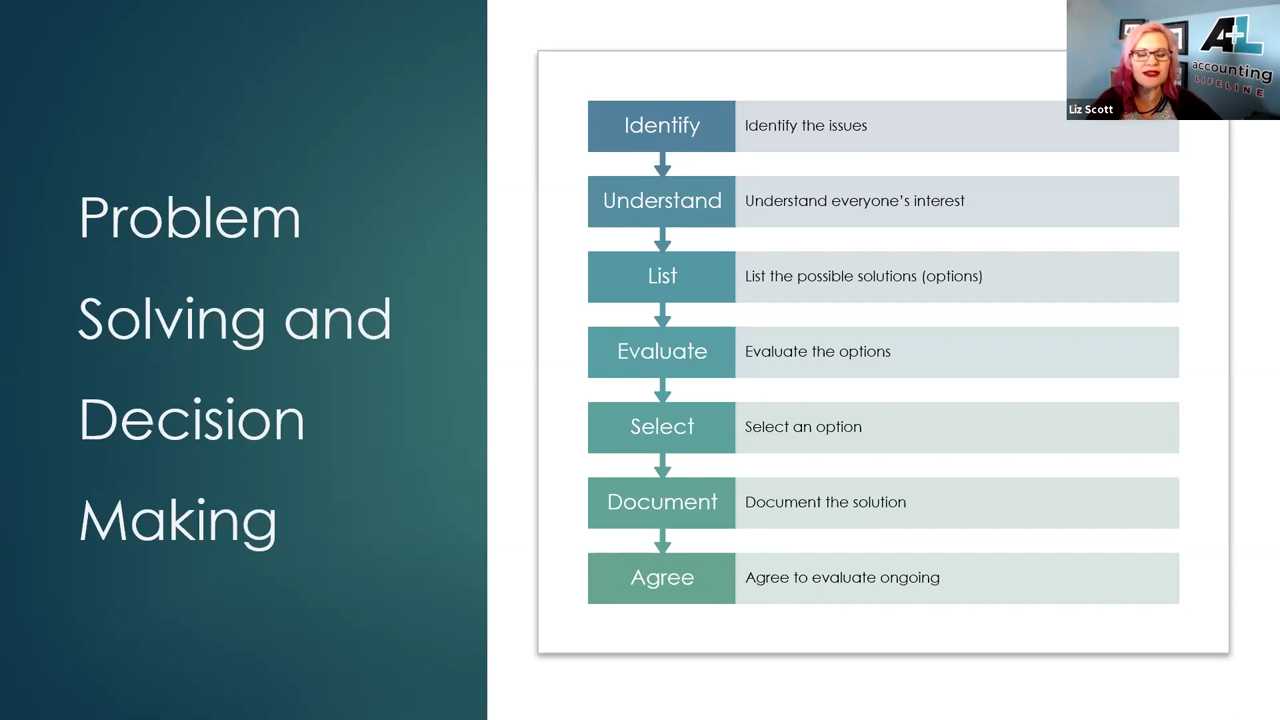 Problem
Solving and
Decision
Making
Identify
Identify the issues
Understand
Understand everyone’s interest
List
List the possible solutions (options)
Evaluate
Evaluate the options
Select
Select an option
Document
Document the solution
Agree
Agree to evaluate ongoing
A+L
accounting
LIFELINE
Liz Scott